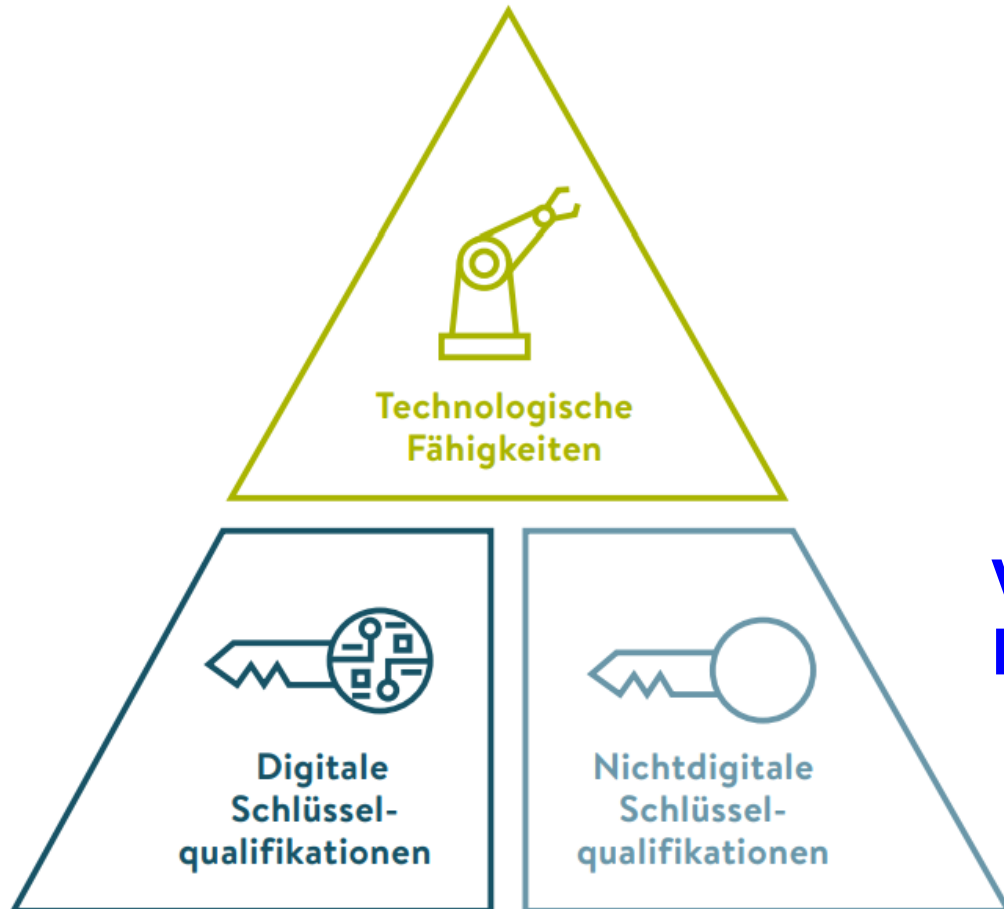 Technologische
Fähigkeiten
Digitale
Schlüssel-
qualifikationen
Nichtdigitale
Schlüssel-
qualifikationen